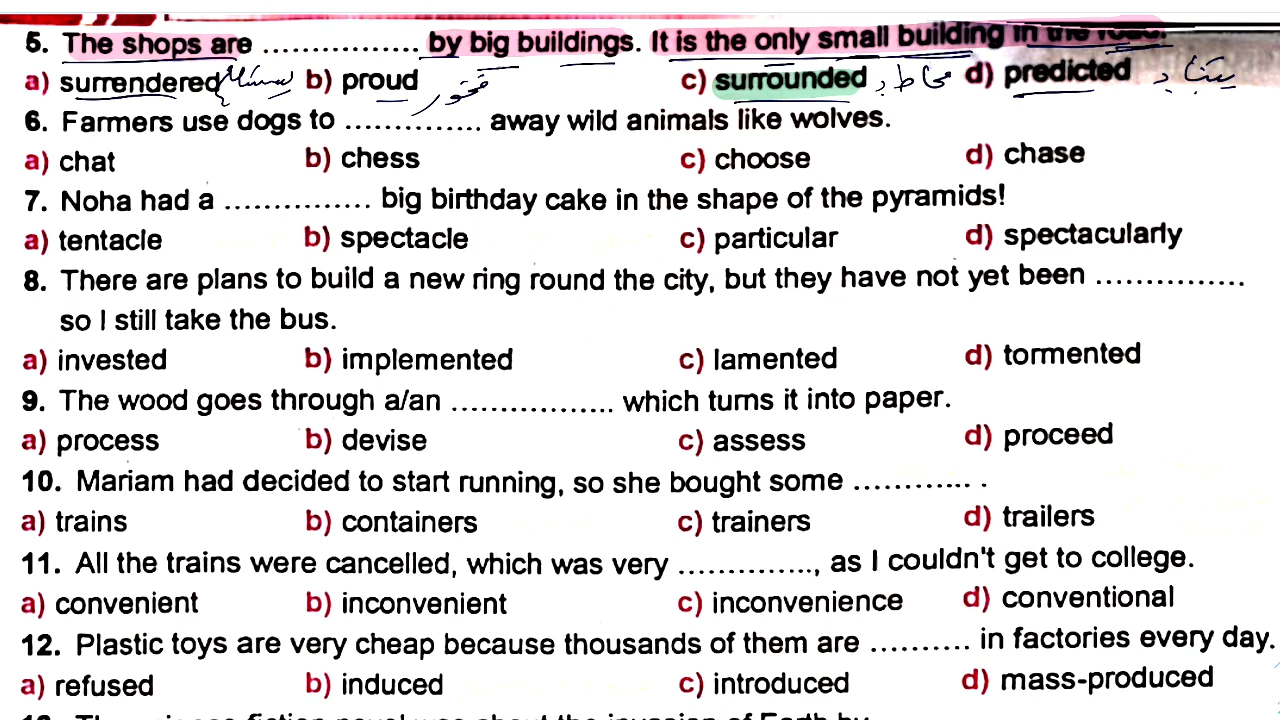 5. The shops are ................ by big buildings. It is the only small building in the
a) surrendered b) proud فخور c) surrounded محاط بـ d) predicted يتنبأ بـ
6. Farmers use dogs to .............. away wild animals like wolves.
a) chat b) chess c) choose d) chase
7. Noha had a ............... big birthday cake in the shape of the pyramids!
a) tentacle b) spectacle c) particular d) spectacularly
8. There are plans to build a new ring round the city, but they have not yet been ...............
so I still take the bus.
a) invested b) implemented c) lamented d) tormented
9. The wood goes through a/an ................. which turns it into paper.
a) process b) devise c) assess d) proceed
10. Mariam had decided to start running, so she bought some ............ .
a) trains b) containers c) trainers d) trailers
11. All the trains were cancelled, which was very .............., as I couldn't get to college.
a) convenient b) inconvenient c) inconvenience d) conventional
12. Plastic toys are very cheap because thousands of them are .......... in factories every day.
a) refused b) induced c) introduced d) mass-produced